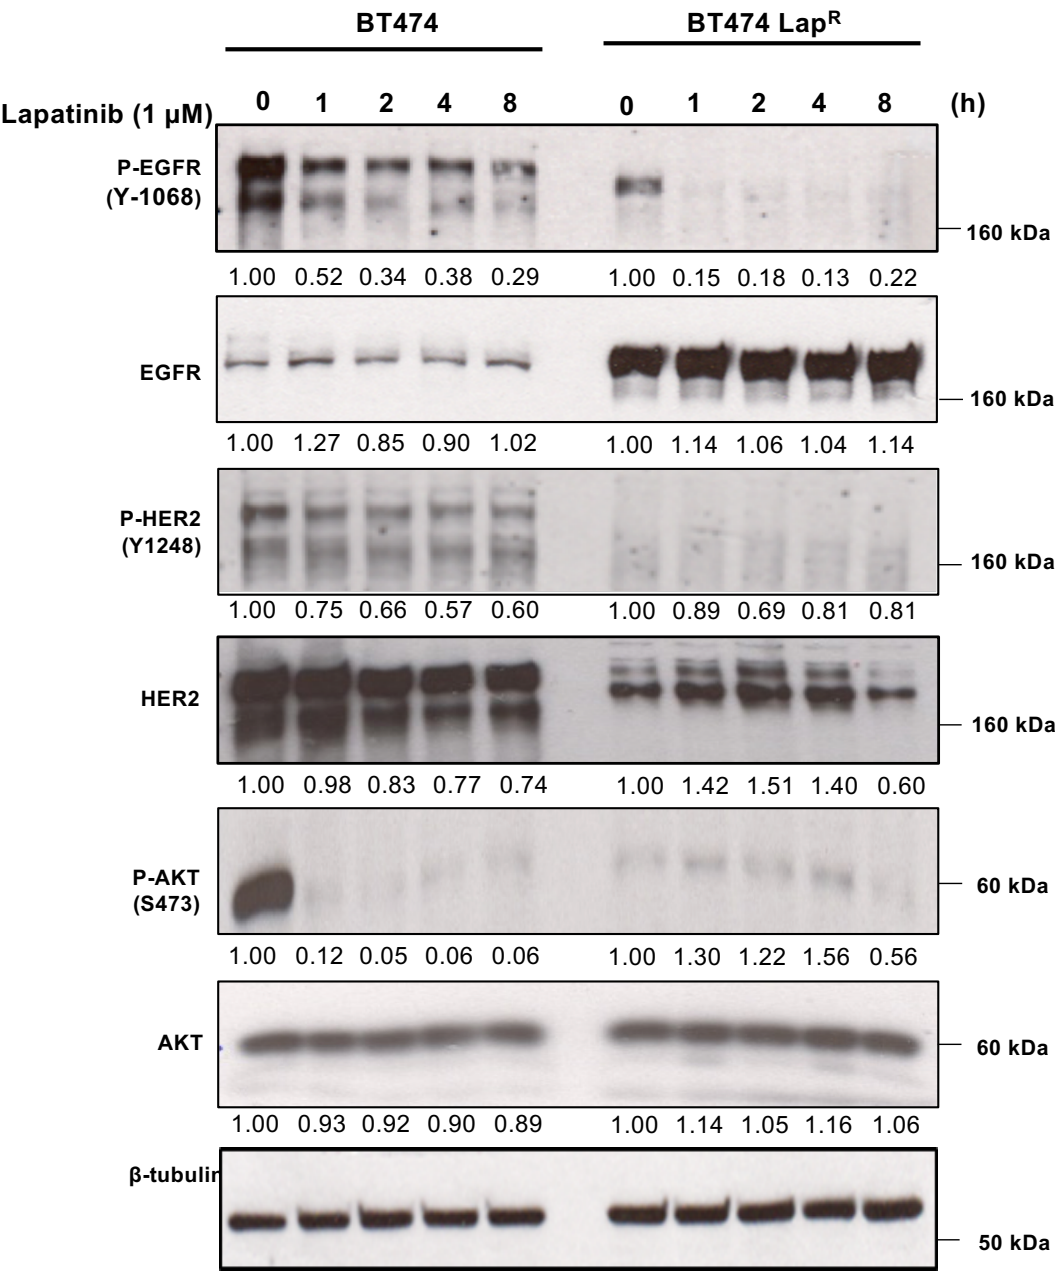 BT474 BT474 Lapᴿ
Lapatinib (1 µM) 0 1 2 4 8 0 1 2 4 8 (h)
P-EGFR
(Y-1068)
160 kDa
1.00 0.52 0.34 0.38 0.29 1.00 0.15 0.18 0.13 0.22
EGFR
160 kDa
1.00 1.27 0.85 0.90 1.02 1.00 1.14 1.06 1.04 1.14
P-HER2
(Y1248)
160 kDa
1.00 0.75 0.66 0.57 0.60 1.00 0.89 0.69 0.81 0.81
HER2
160 kDa
1.00 0.98 0.83 0.77 0.74 1.00 1.42 1.51 1.40 0.60
P-AKT
(S473)
60 kDa
1.00 0.12 0.05 0.06 0.06 1.00 1.30 1.22 1.56 0.56
AKT
60 kDa
1.00 0.93 0.92 0.90 0.89 1.00 1.14 1.05 1.16 1.06
β-tubulin
50 kDa